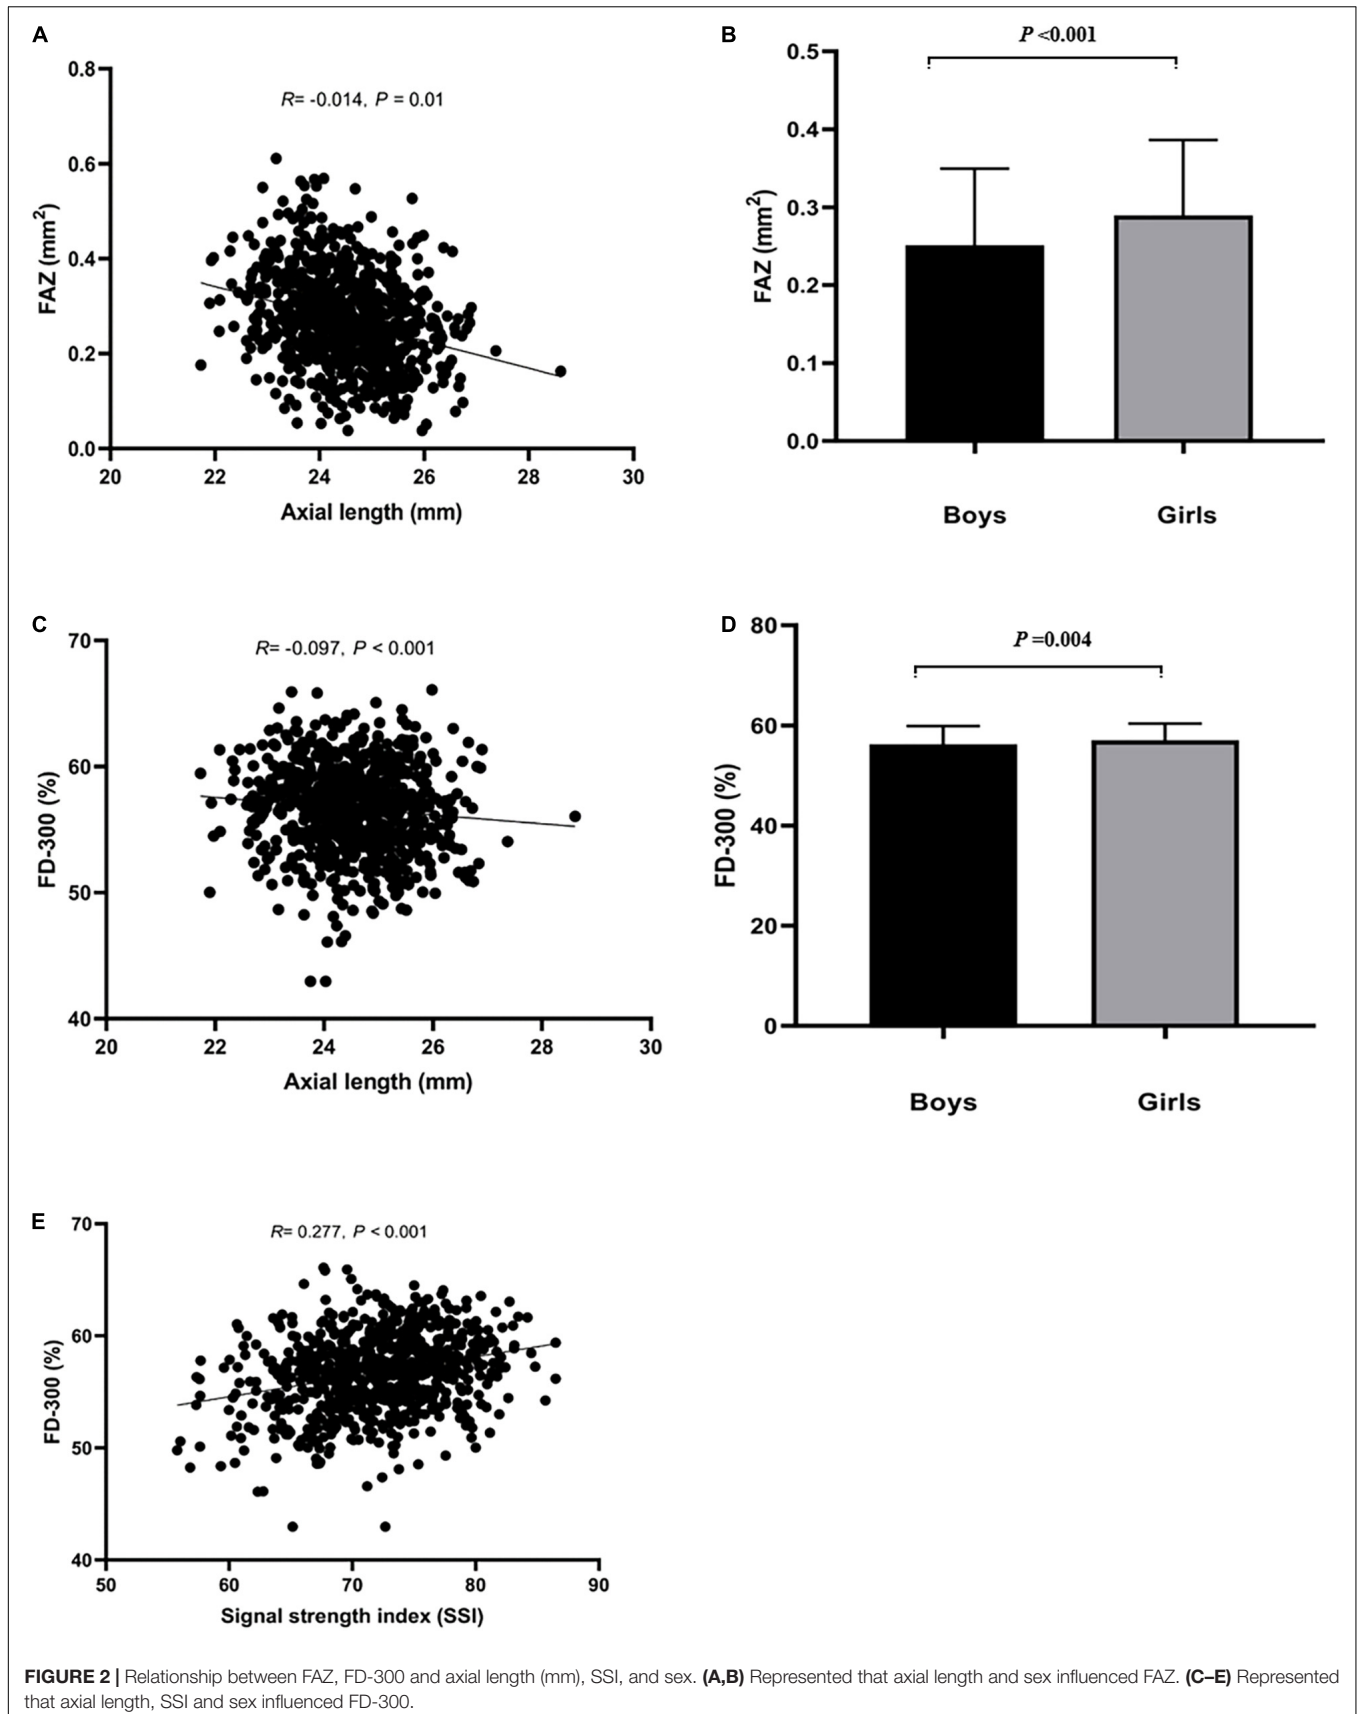 A
R= -0.014, P = 0.01
0.8
0.6
0.4
0.2
0.0
FAZ (mm2)
20 22 24 26 28 30
Axial length (mm)
B
P <0.001
0.5
0.4
0.3
0.2
0.1
0.0
FAZ (mm2)
Boys Girls
C
R= -0.097, P < 0.001
70
60
50
40
FD-300 (%)
20 22 24 26 28 30
Axial length (mm)
D
P =0.004
80
60
40
20
0
FD-300 (%)
Boys Girls
E
R= 0.277, P < 0.001
70
60
50
40
FD-300 (%)
50 60 70 80 90
Signal strength index (SSI)
FIGURE 2 | Relationship between FAZ, FD-300 and axial length (mm), SSI, and sex. (A,B) Represented that axial length and sex influenced FAZ. (C–E) Represented
that axial length, SSI and sex influenced FD-300.